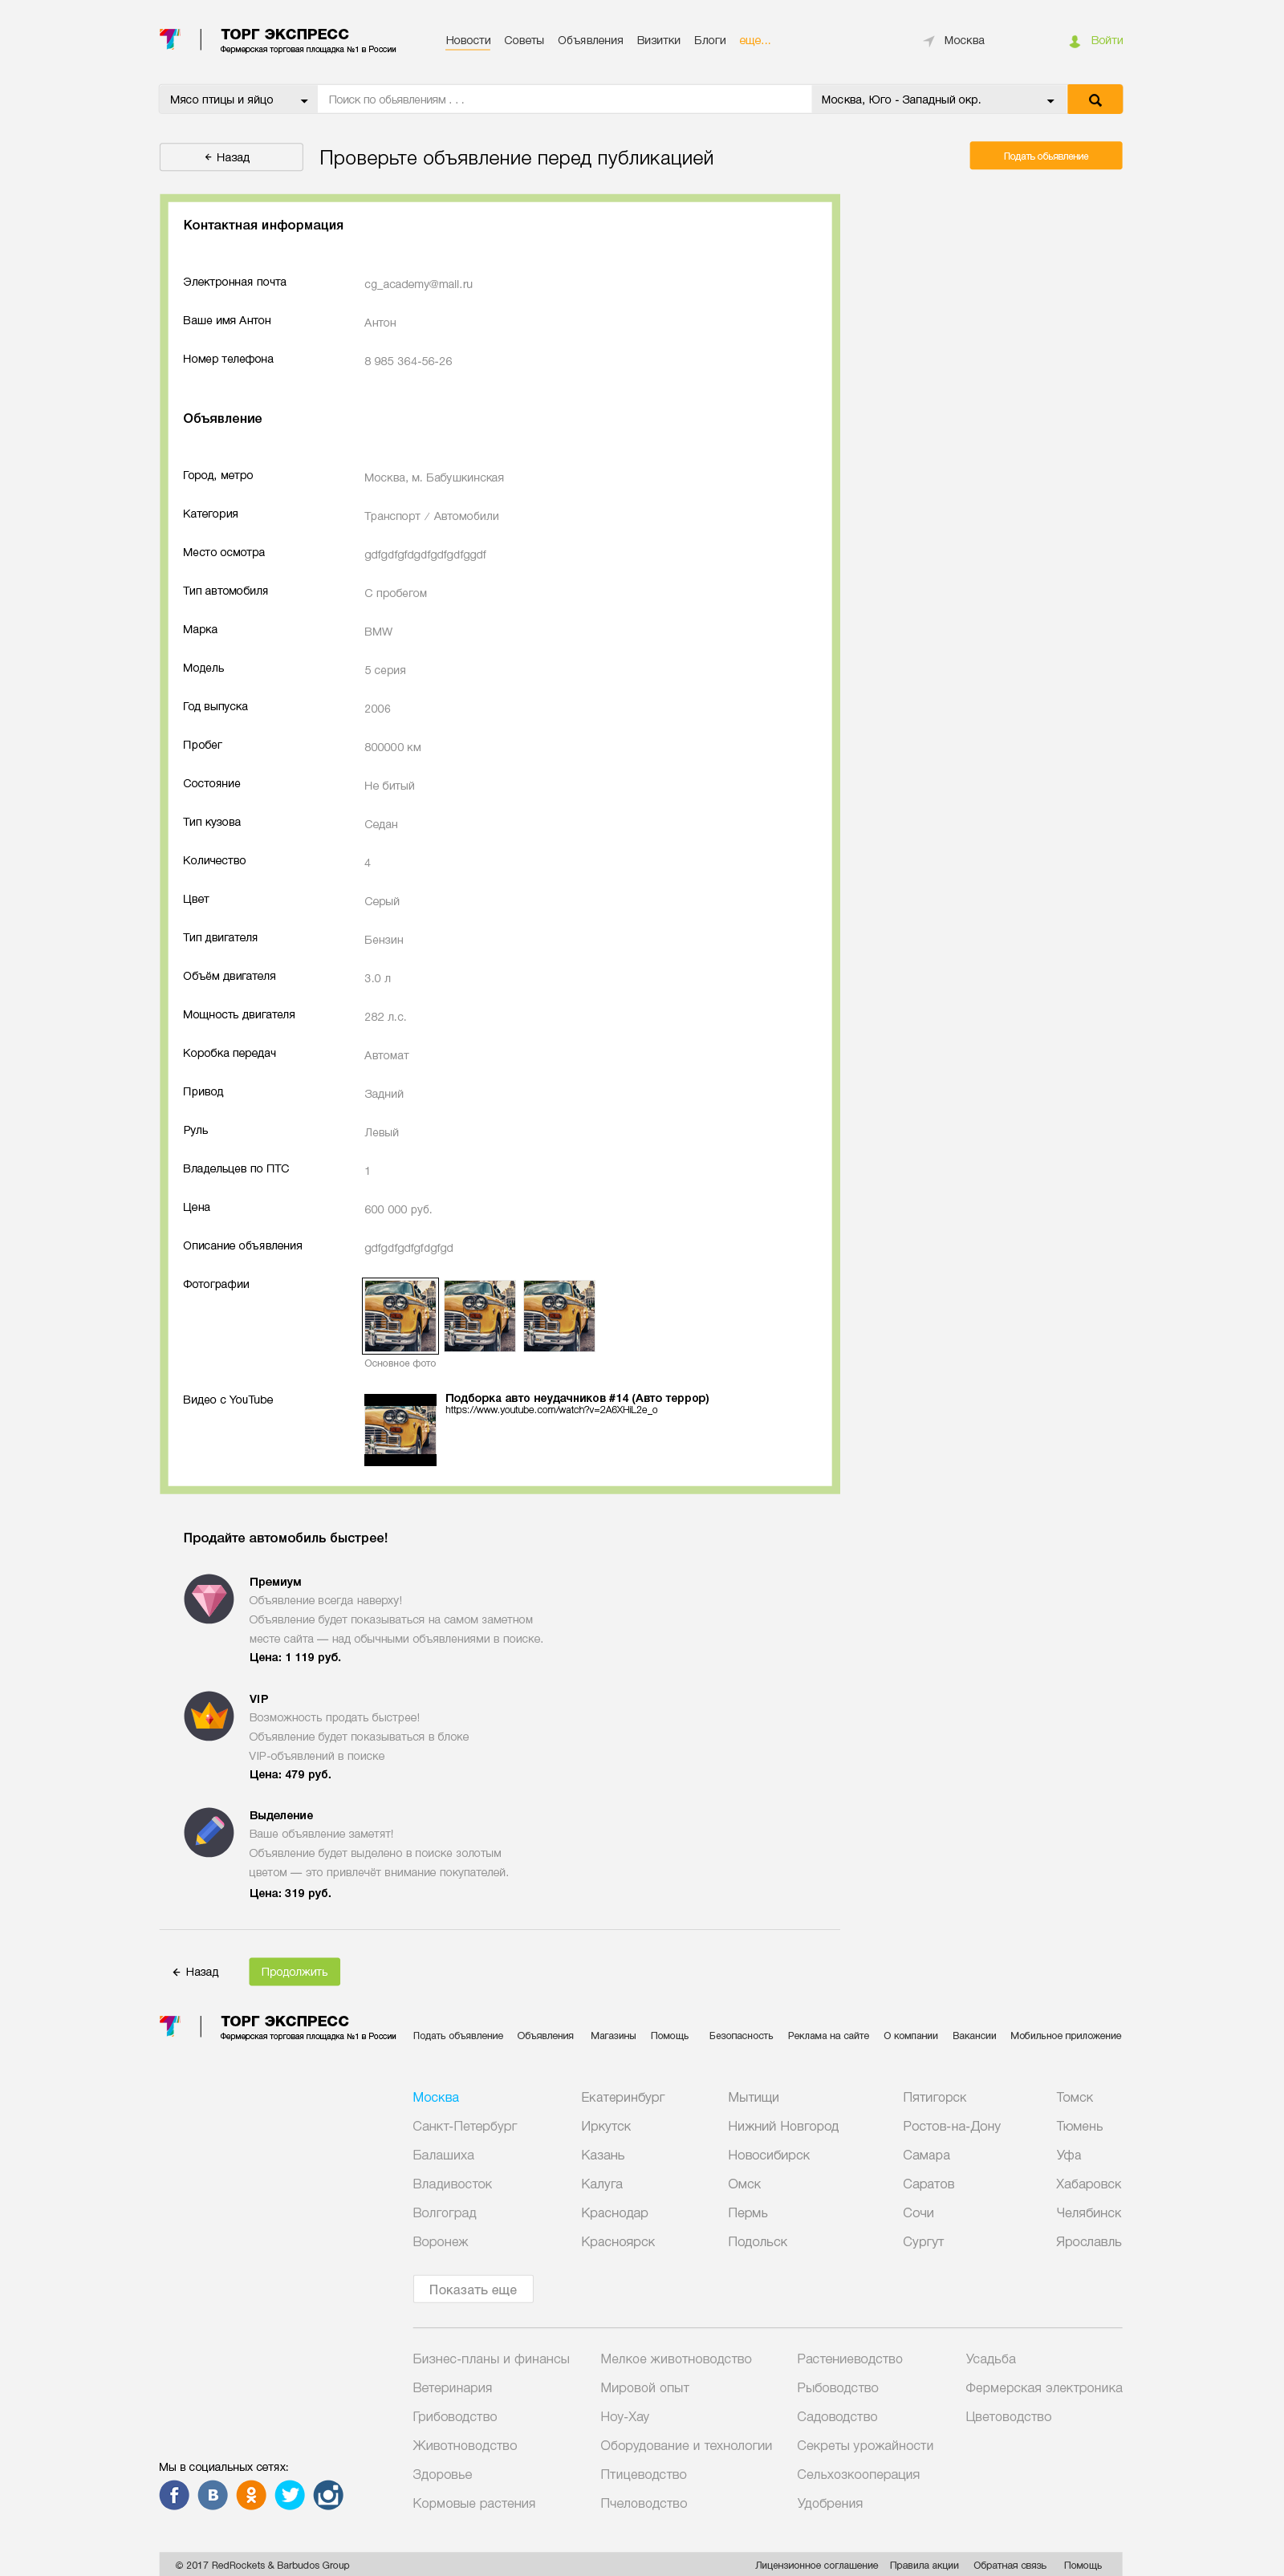 ТОРГ ЭКСПРЕСС
Фермерская торговая площадка №1 в России
Новости Советы Объявления Визитки Блоги еще...
Москва
Войти
Мясо птицы и яйцо
Поиск по обьявлениям . . .
Москва, Юго - Западный окр.
Назад
Проверьте объявление перед публикацией
Подать обьявление
Контактная информация
Электронная почта cg_academy@mail.ru
Ваше имя Антон Антон
Номер телефона 8 985 364-56-26
Объявление
Город, метро Москва, м. Бабушкинская
Категория Транспорт / Автомобили
Место осмотра gdfgdfgfdgdfgdfgdfggdf
Тип автомобиля С пробегом
Марка BMW
Модель 5 серия
Год выпуска 2006
Пробег 800000 км
Состояние Не битый
Тип кузова Седан
Количество 4
Цвет Серый
Тип двигателя Бензин
Объём двигателя 3.0 л
Мощность двигателя 282 л.с.
Коробка передач Автомат
Привод Задний
Руль Левый
Владельцев по ПТС 1
Цена 600 000 руб.
Описание объявления gdfgdfgdfgfdgfgd
Фотографии
Основное фото
Видео с YouTube
Подборка авто неудачников #14 (Авто террор)
https://www.youtube.com/watch?v=2A6XHiL2e_o
Продайте автомобиль быстрее!
Премиум
Объявление всегда наверху!
Объявление будет показываться на самом заметном
месте сайта — над обычными объявлениями в поиске.
Цена: 1 119 руб.
VIP
Возможность продать быстрее!
Объявление будет показываться в блоке
VIP-объявлений в поиске
Цена: 479 руб.
Выделение
Ваше объявление заметят!
Объявление будет выделено в поиске золотым
цветом — это привлечёт внимание покупателей.
Цена: 319 руб.
Назад
Продолжить
ТОРГ ЭКСПРЕСС
Фермерская торговая площадка №1 в России
Подать объявление Объявления Магазины Помощь Безопасность Реклама на сайте О компании Вакансии Мобильное приложение
Москва Екатеринбург Мытищи Пятигорск Томск
Санкт-Петербург Иркутск Нижний Новгород Ростов-на-Дону Тюмень
Балашиха Казань Новосибирск Самара Уфа
Владивосток Калуга Омск Саратов Хабаровск
Волгоград Краснодар Пермь Сочи Челябинск
Воронеж Красноярск Подольск Сургут Ярославль
Показать еще
Бизнес-планы и финансы Мелкое животноводство Растениеводство Усадьба
Ветеринария Мировой опыт Рыбоводство Фермерская электроника
Грибоводство Ноу-Хау Садоводство Цветоводство
Животноводство Оборудование и технологии Секреты урожайности
Здоровье Птицеводство Сельхозкооперация
Кормовые растения Пчеловодство Удобрения
Мы в социальных сетях:
© 2017 RedRockets & Barbudos Group
Лицензионное соглашение Правила акции Обратная связь Помощь